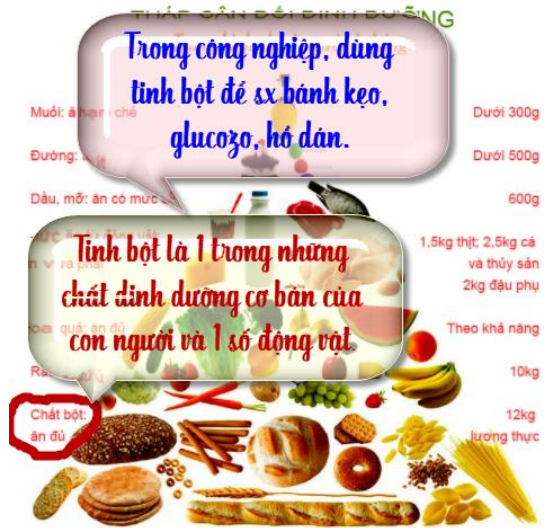 THÁP CÂN ĐỐI DINH DƯỠNG
Trong công nghiệp, dùng
tinh bột để sx bánh kẹo,
glucozo, hồ dán.
Muối: ăn hạn chế
Dưới 300g
Đường:
Dưới 500g
Dầu, mỡ: ăn có mức
600g
Tinh bột là 1 trong những
chất dinh dưỡng cơ bản của
con người và 1 số động vật.
1,5kg thịt; 2,5kg cá
và thủy sản
2kg đậu phụ
quả: ăn đủ
Theo khả năng
10kg
Chất bột:
ăn đủ
12kg
lương thực